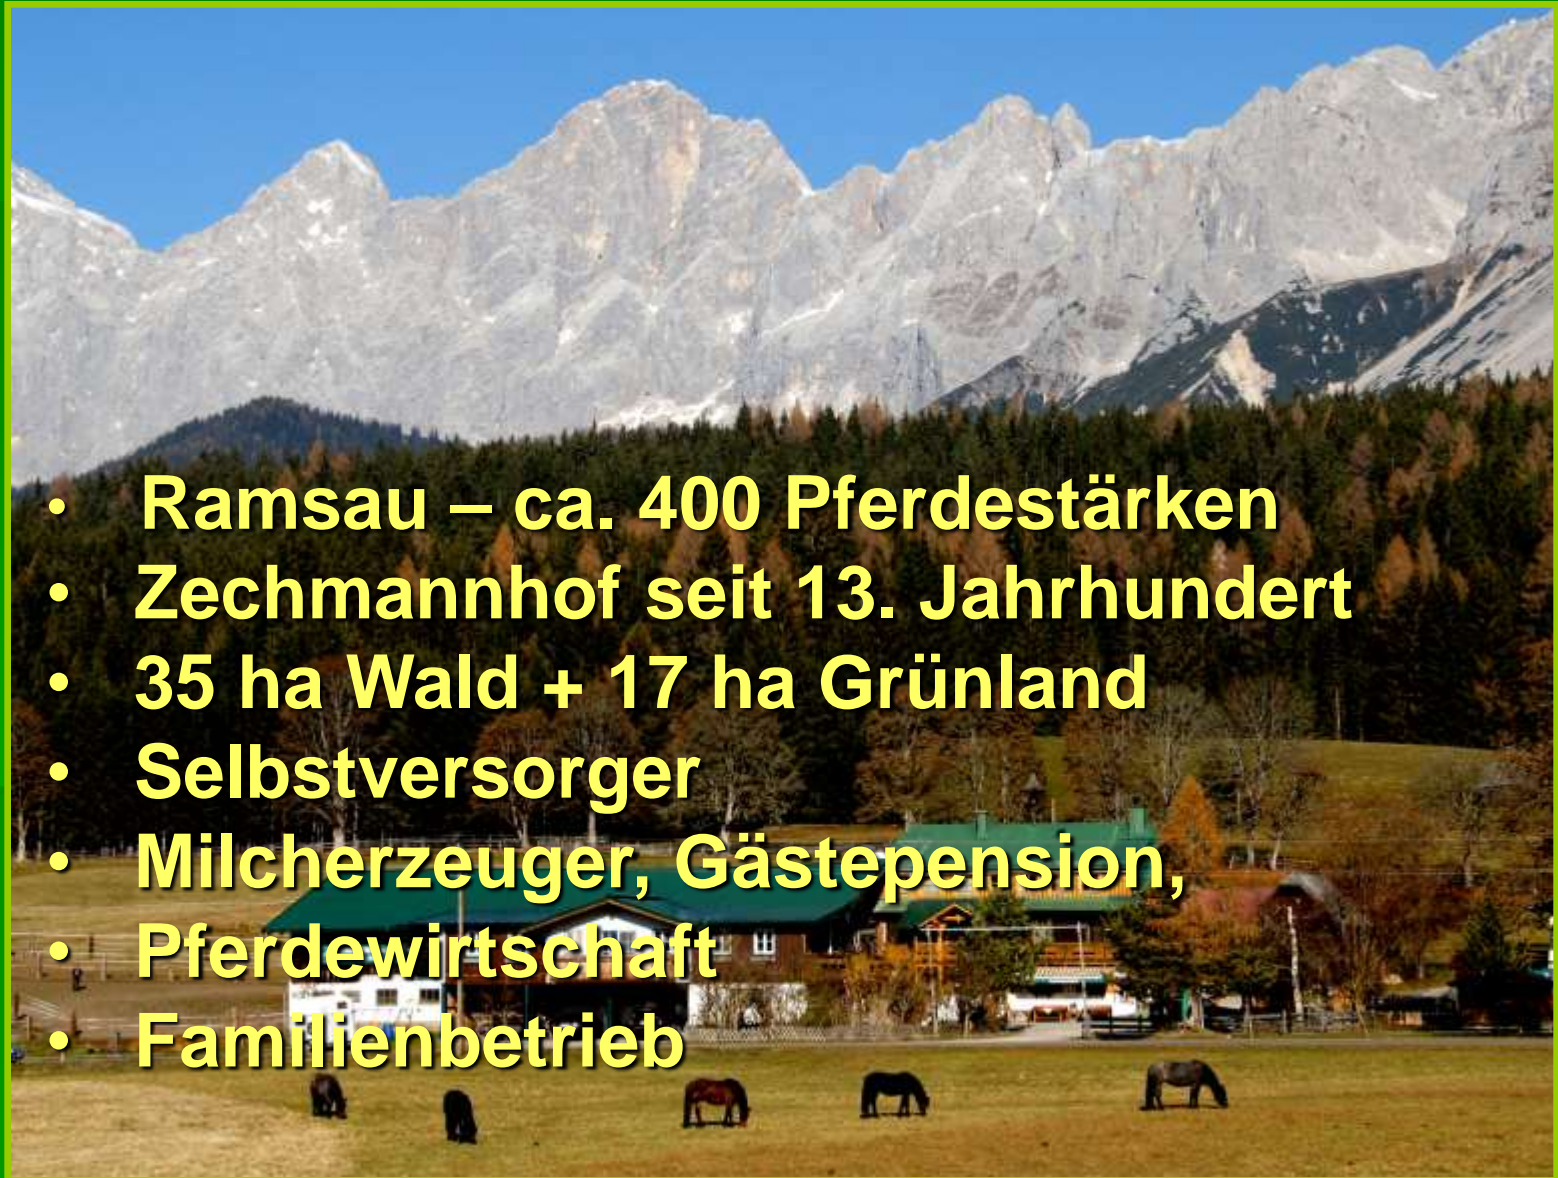 • Ramsau – ca. 400 Pferdestärken
• Zechmannhof seit 13. Jahrhundert
• 35 ha Wald + 17 ha Grünland
• Selbstversorger
• Milcherzeuger, Gästepension,
• Pferdewirtschaft
• Familienbetrieb